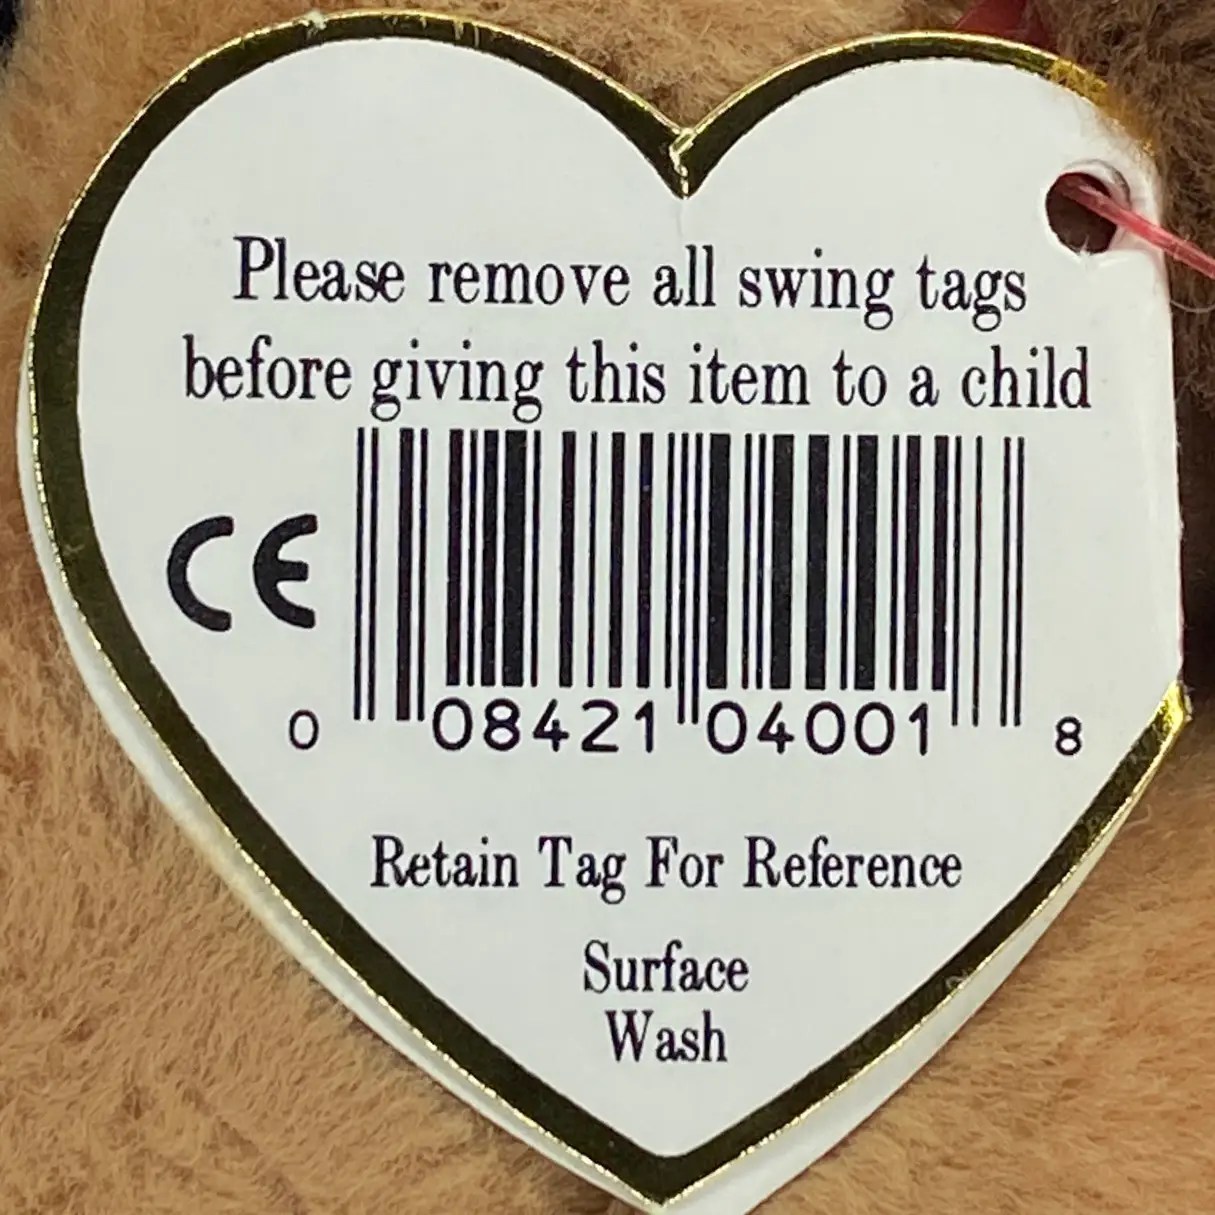 Please remove all swing tags
before giving this item to a child
CE
0 08421 04001 8
Retain Tag For Reference
Surface
Wash